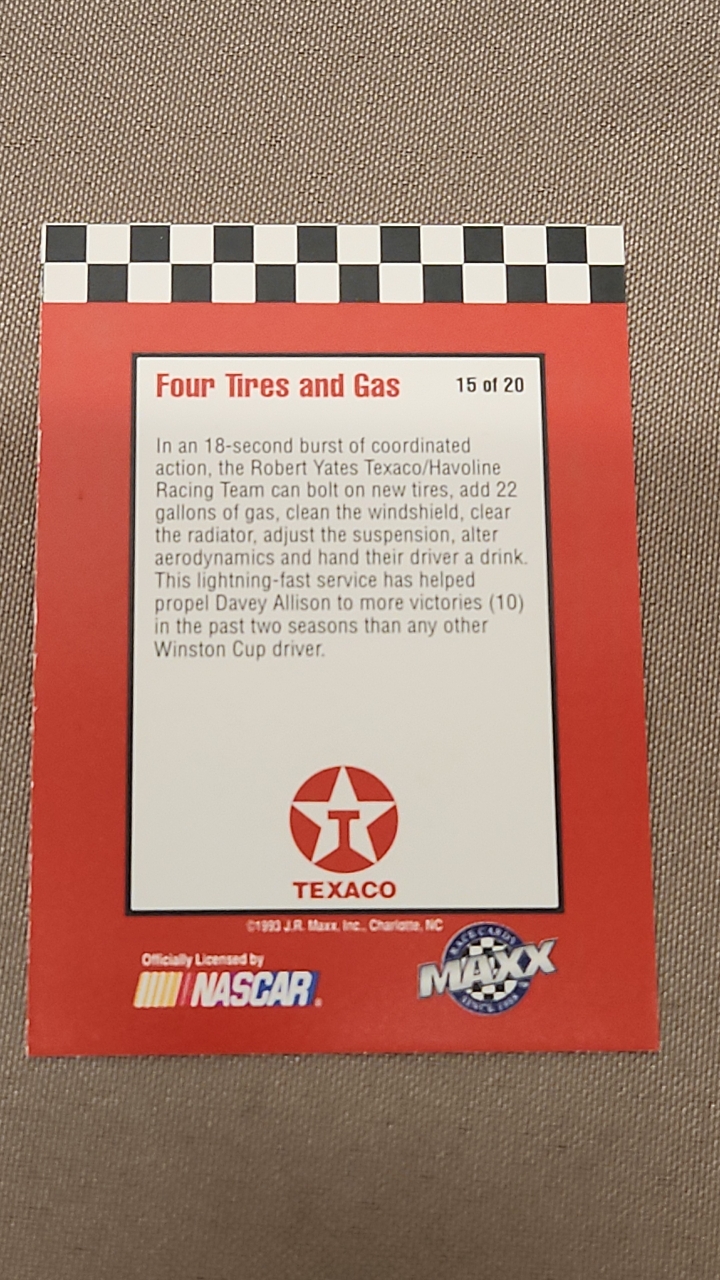 Four Tires and Gas 15 of 20
In an 18-second burst of coordinated
action, the Robert Yates Texaco/Havoline
Racing Team can bolt on new tires, add 22
gallons of gas, clean the windshield, clear
the radiator, adjust the suspension, alter
aerodynamics and hand their driver a drink.
This lightning-fast service has helped
propel Davey Allison to more victories (10)
in the past two seasons than any other
Winston Cup driver.
T
TEXACO
©1993 J.R. Maxx, Inc., Charlotte, NC
Officially Licensed by
NASCAR
RACE CARDS
MAXX
SINCE 1988